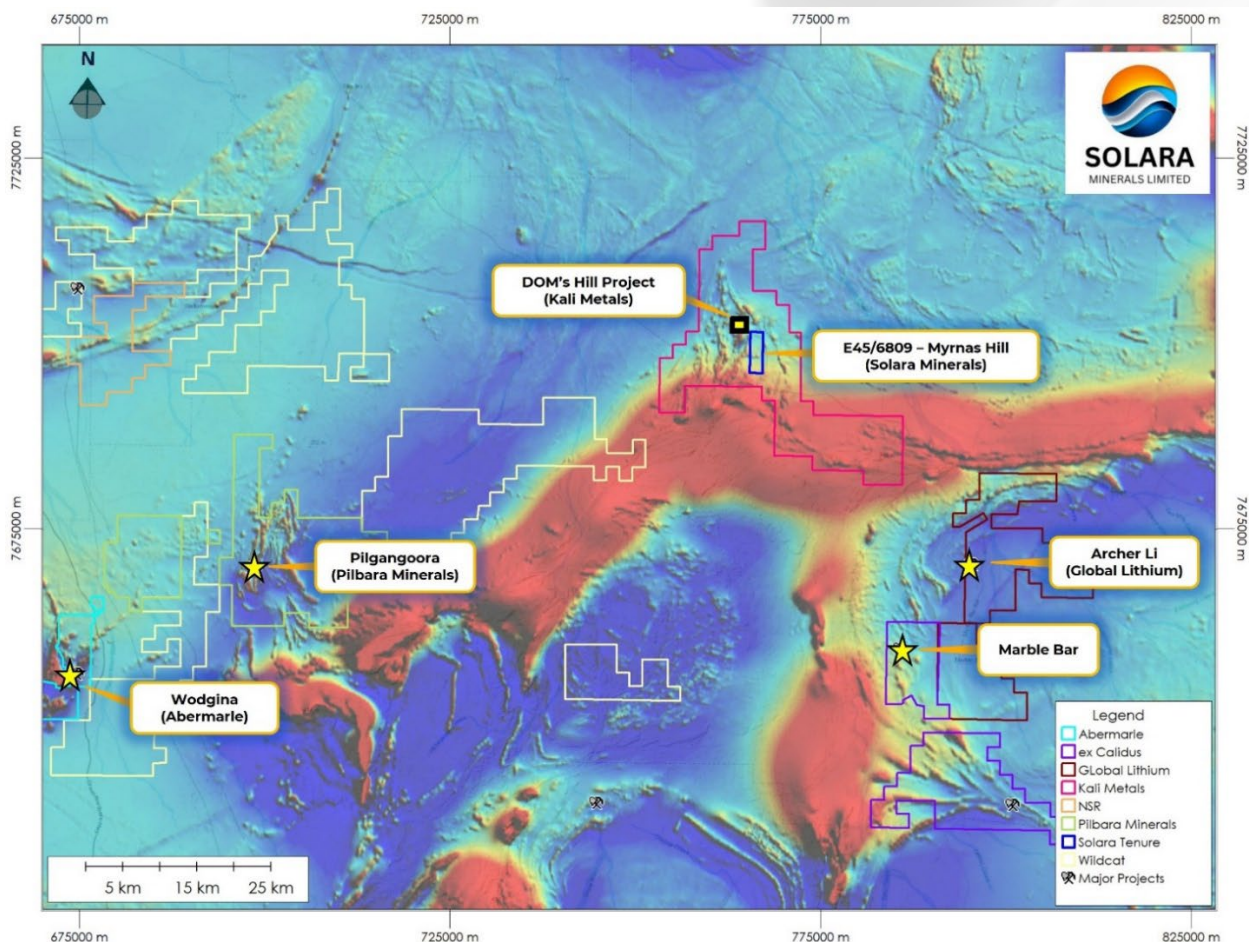 675000 m
725000 m
775000 m
825000 m
N
SOLARA
MINERALS LIMITED
7725000 m
7725000 m
DOM's Hill Project
(Kali Metals)
E45/6809 – Myrnas Hill
(Solara Minerals)
7675000 m
7675000 m
Pilgangoora
(Pilbara Minerals)
Archer Li
(Global Lithium)
Marble Bar
Wodgina
(Abermarle)
Legend
Abermarle
ex Calidus
GLobal Lithium
Kali Metals
NSR
Pilbara Minerals
Solara Tenure
Wildcat
Major Projects
5 km
15 km
25 km
675000 m
725000 m
775000 m
825000 m